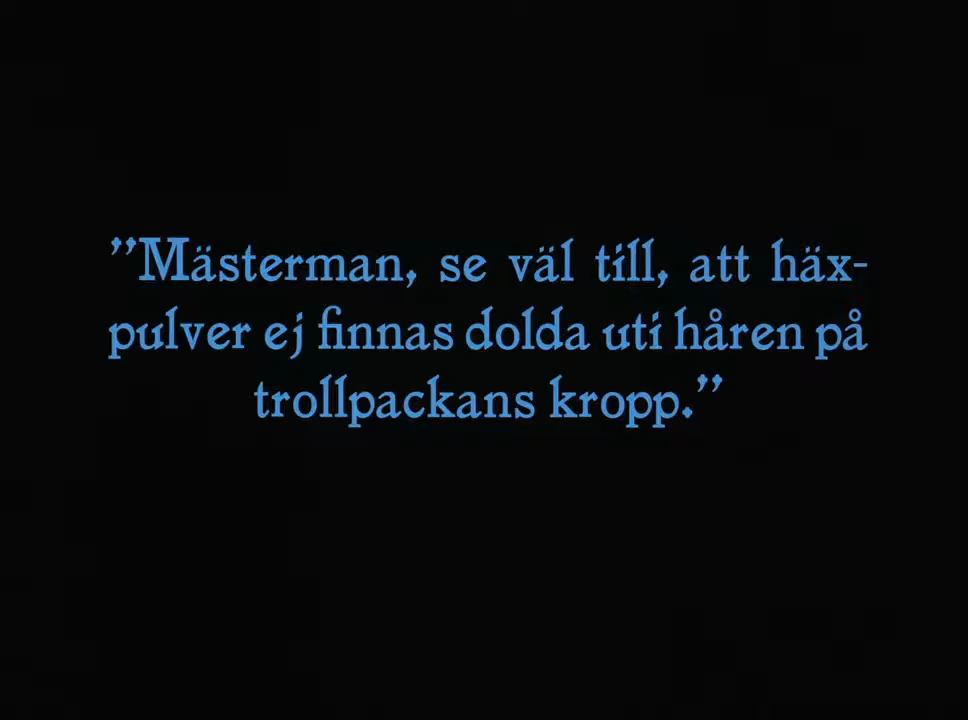 ”Mästerman, se väl till, att häx-
pulver ej finnas dolda uti håren på
trollpackans kropp.”